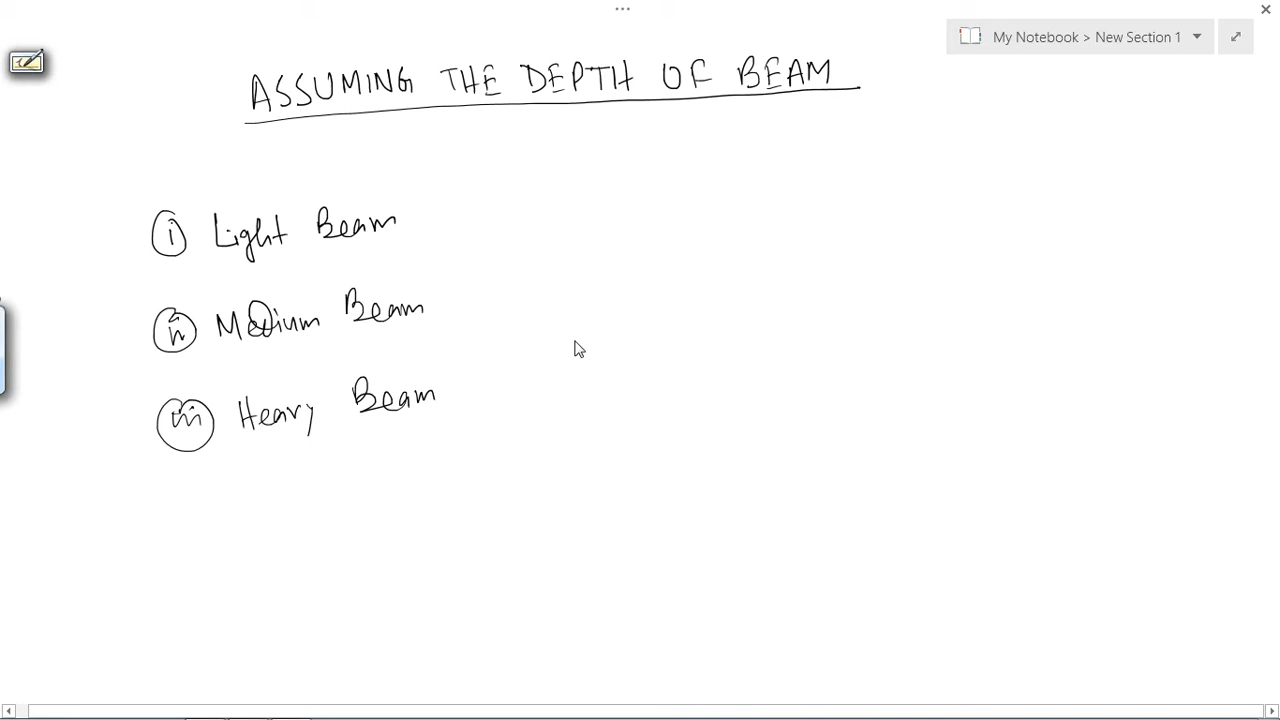 My Notebook > New Section 1
ASSUMING THE DEPTH OF BEAM
i Light Beam
ii Medium Beam
iii Heavy Beam